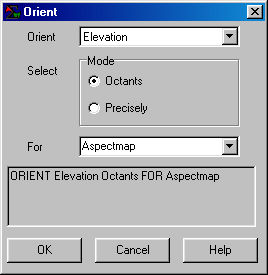 Orient
Orient Elevation
Select Mode
Octants
Precisely
For Aspectmap
ORIENT Elevation Octants FOR Aspectmap
OK Cancel Help